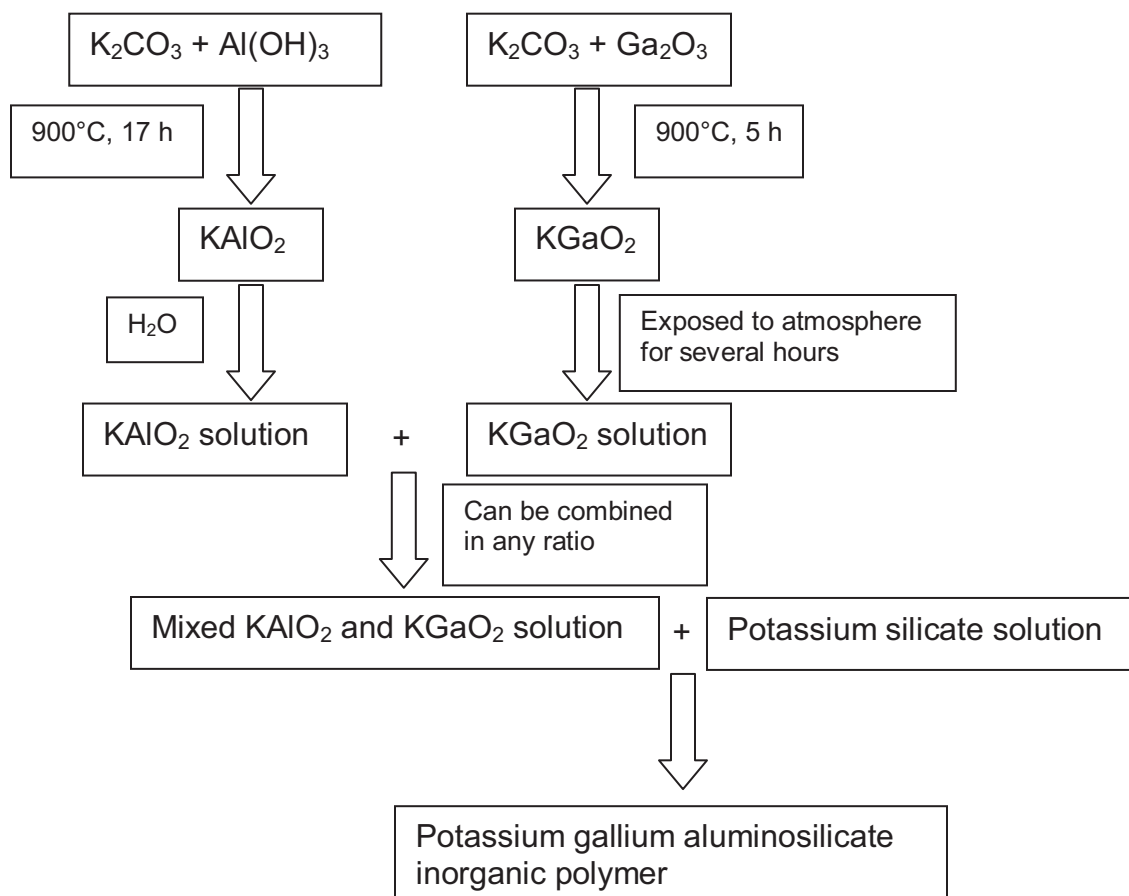 K₂CO₃ + Al(OH)₃
K₂CO₃ + Ga₂O₃
900°C, 17 h
900°C, 5 h
KAlO₂
KGaO₂
H₂O
Exposed to atmosphere
for several hours
KAlO₂ solution
+
KGaO₂ solution
Can be combined
in any ratio
Mixed KAlO₂ and KGaO₂ solution
+
Potassium silicate solution
Potassium gallium aluminosilicate
inorganic polymer